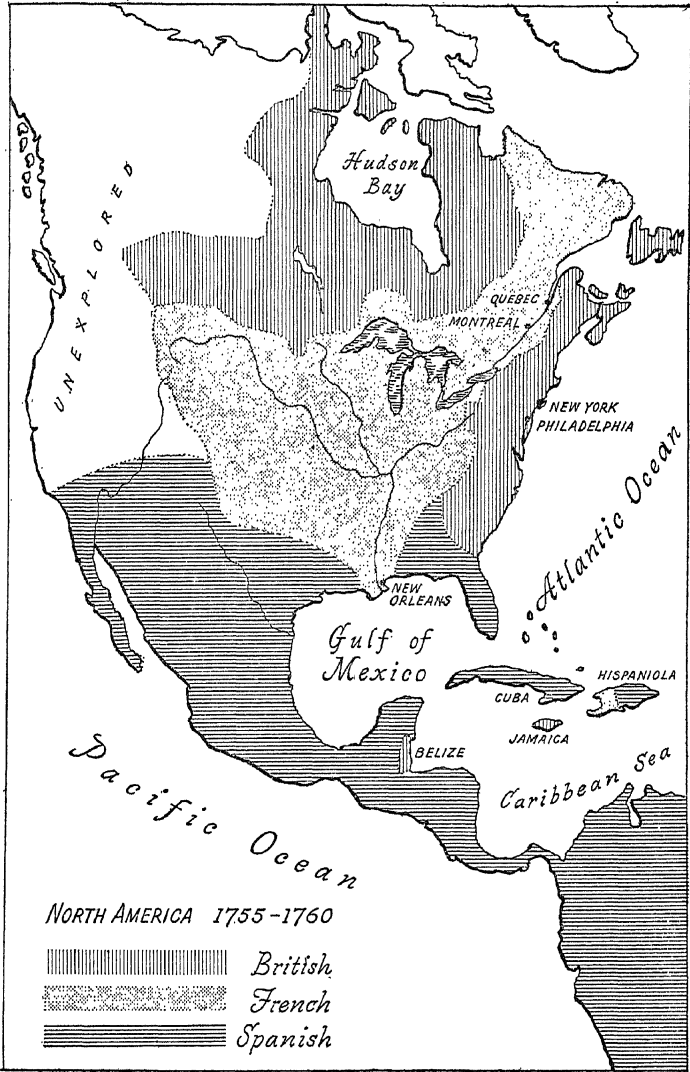 Hudson
Bay
UNEXPLORED
QUEBEC
MONTREAL
NEW YORK
PHILADELPHIA
Atlantic Ocean
NEW
ORLEANS
Gulf of
Mexico
HISPANIOLA
CUBA
JAMAICA
BELIZE
Caribbean Sea
Pacific Ocean
NORTH AMERICA 1755-1760
British
French
Spanish